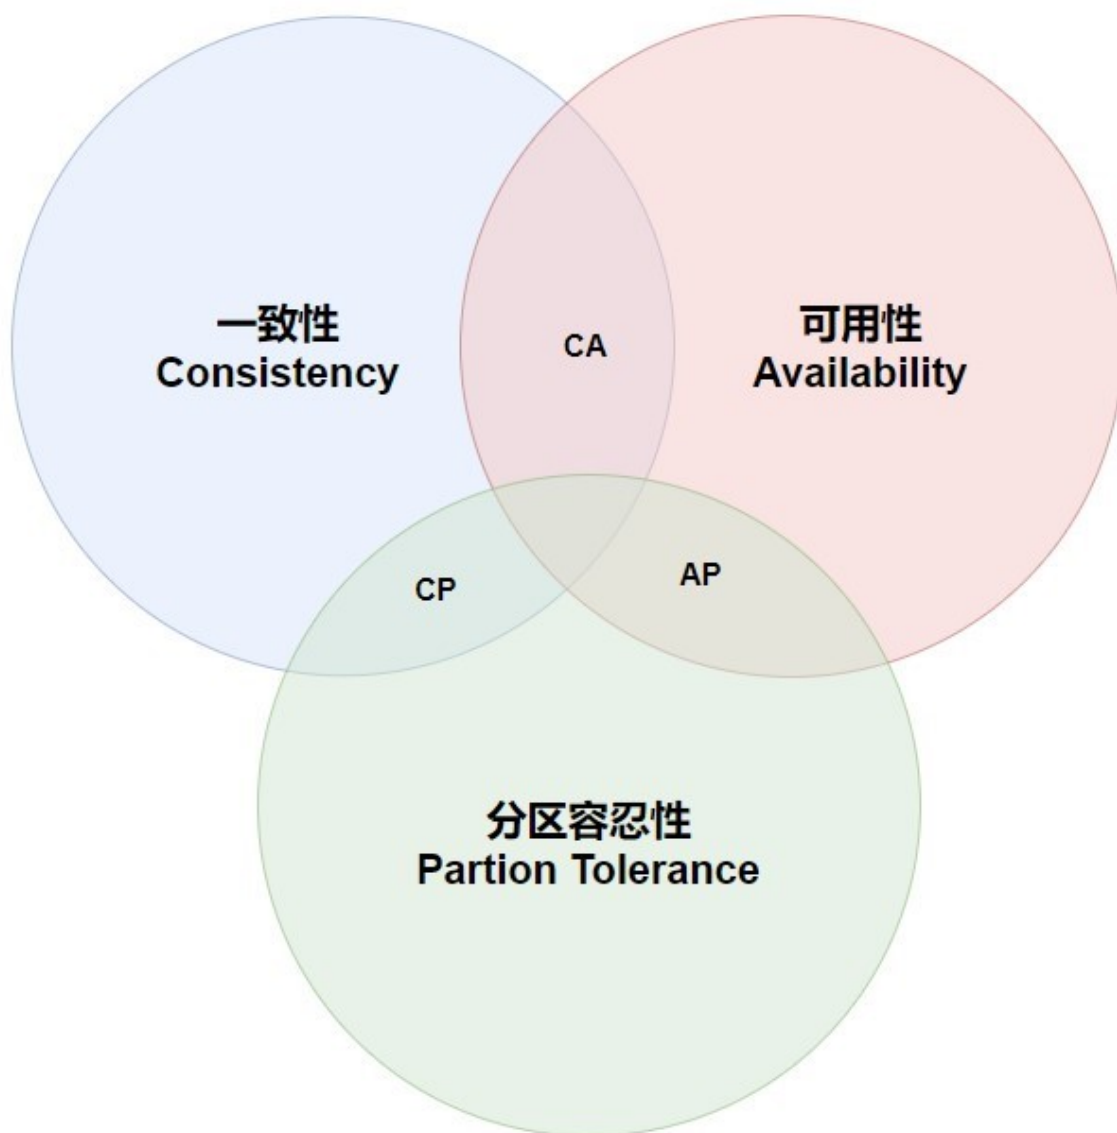 一致性
Consistency
CA
可用性
Availability
CP
AP
分区容忍性
Partion Tolerance